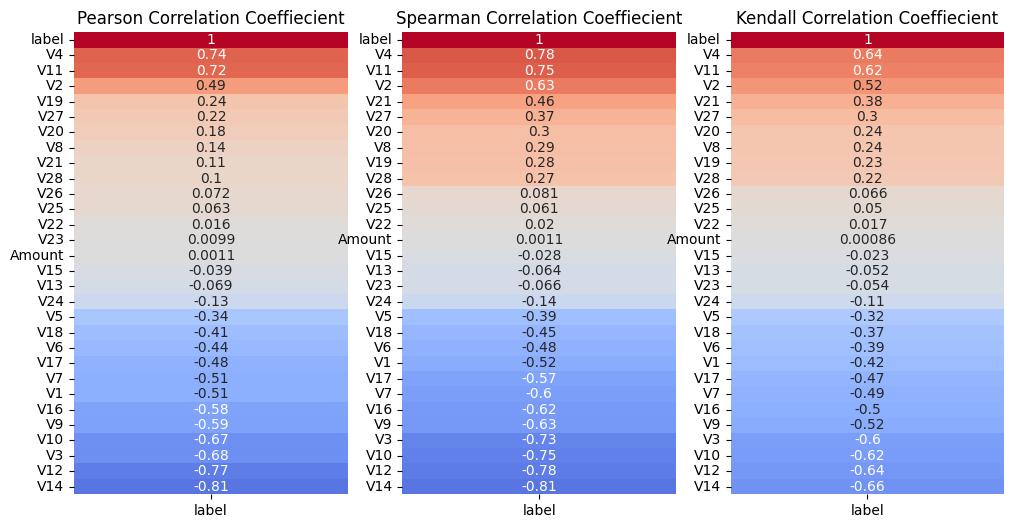 Pearson Correlation Coeffiecient
label 1
V4 0.74
V11 0.72
V2 0.49
V19 0.24
V27 0.22
V20 0.18
V8 0.14
V21 0.11
V28 0.1
V26 0.072
V25 0.063
V22 0.016
V23 0.0099
Amount 0.0011
V15 -0.039
V13 -0.069
V24 -0.13
V5 -0.34
V18 -0.41
V6 -0.44
V17 -0.48
V7 -0.51
V1 -0.51
V16 -0.58
V9 -0.59
V10 -0.67
V3 -0.68
V12 -0.77
V14 -0.81
label
Spearman Correlation Coeffiecient
label 1
V4 0.78
V11 0.75
V2 0.63
V21 0.46
V27 0.37
V20 0.3
V8 0.29
V19 0.28
V28 0.27
V26 0.081
V25 0.061
V22 0.02
Amount 0.0011
V15 -0.028
V13 -0.064
V23 -0.066
V24 -0.14
V5 -0.39
V18 -0.45
V6 -0.48
V1 -0.52
V17 -0.57
V7 -0.6
V16 -0.62
V9 -0.63
V3 -0.73
V10 -0.75
V12 -0.78
V14 -0.81
label
Kendall Correlation Coeffiecient
label 1
V4 0.64
V11 0.62
V2 0.52
V21 0.38
V27 0.3
V20 0.24
V8 0.24
V19 0.23
V28 0.22
V26 0.066
V25 0.05
V22 0.017
Amount 0.00086
V15 -0.023
V13 -0.052
V23 -0.054
V24 -0.11
V5 -0.32
V18 -0.37
V6 -0.39
V1 -0.42
V17 -0.47
V7 -0.49
V16 -0.5
V9 -0.52
V3 -0.6
V10 -0.62
V12 -0.64
V14 -0.66
label